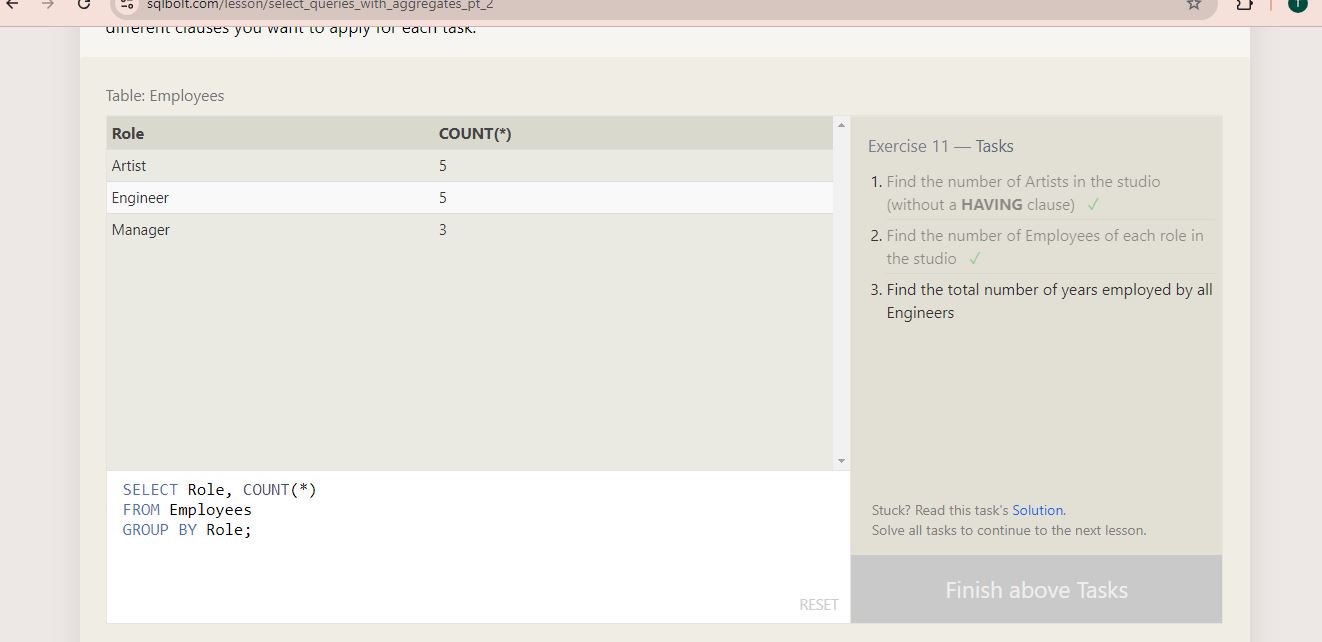 sqlbolt.com/lesson/select_queries_with_aggregates_pt_2
different clauses you want to apply for each task.
Table: Employees
Role COUNT(*)
Artist 5
Engineer 5
Manager 3
SELECT Role, COUNT(*)
FROM Employees
GROUP BY Role;
RESET
Exercise 11 — Tasks
1. Find the number of Artists in the studio
(without a HAVING clause) ✓
2. Find the number of Employees of each role in
the studio ✓
3. Find the total number of years employed by all
Engineers
Stuck? Read this task's Solution.
Solve all tasks to continue to the next lesson.
Finish above Tasks